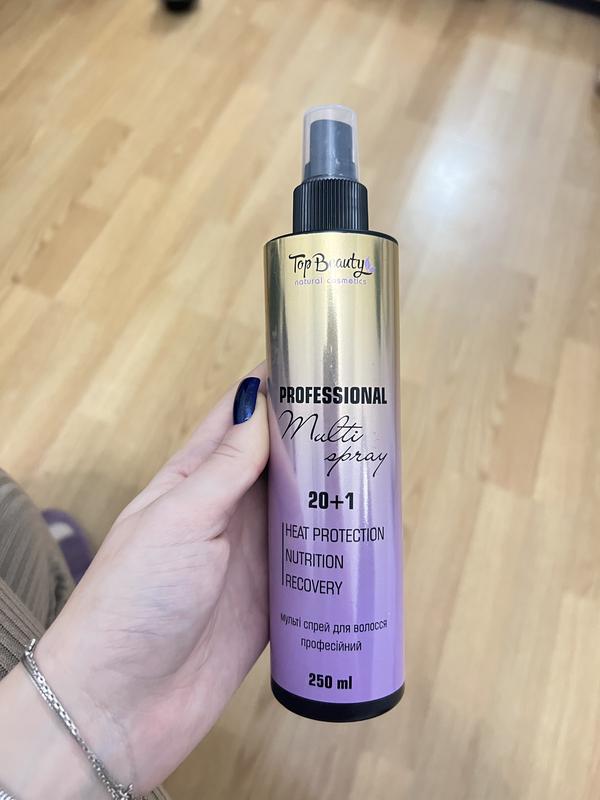 Top Beauty
natural cosmetics
PROFESSIONAL
Multi
spray
20+1
HEAT PROTECTION
NUTRITION
RECOVERY
мульті спрей для волосся
професійний
250 ml